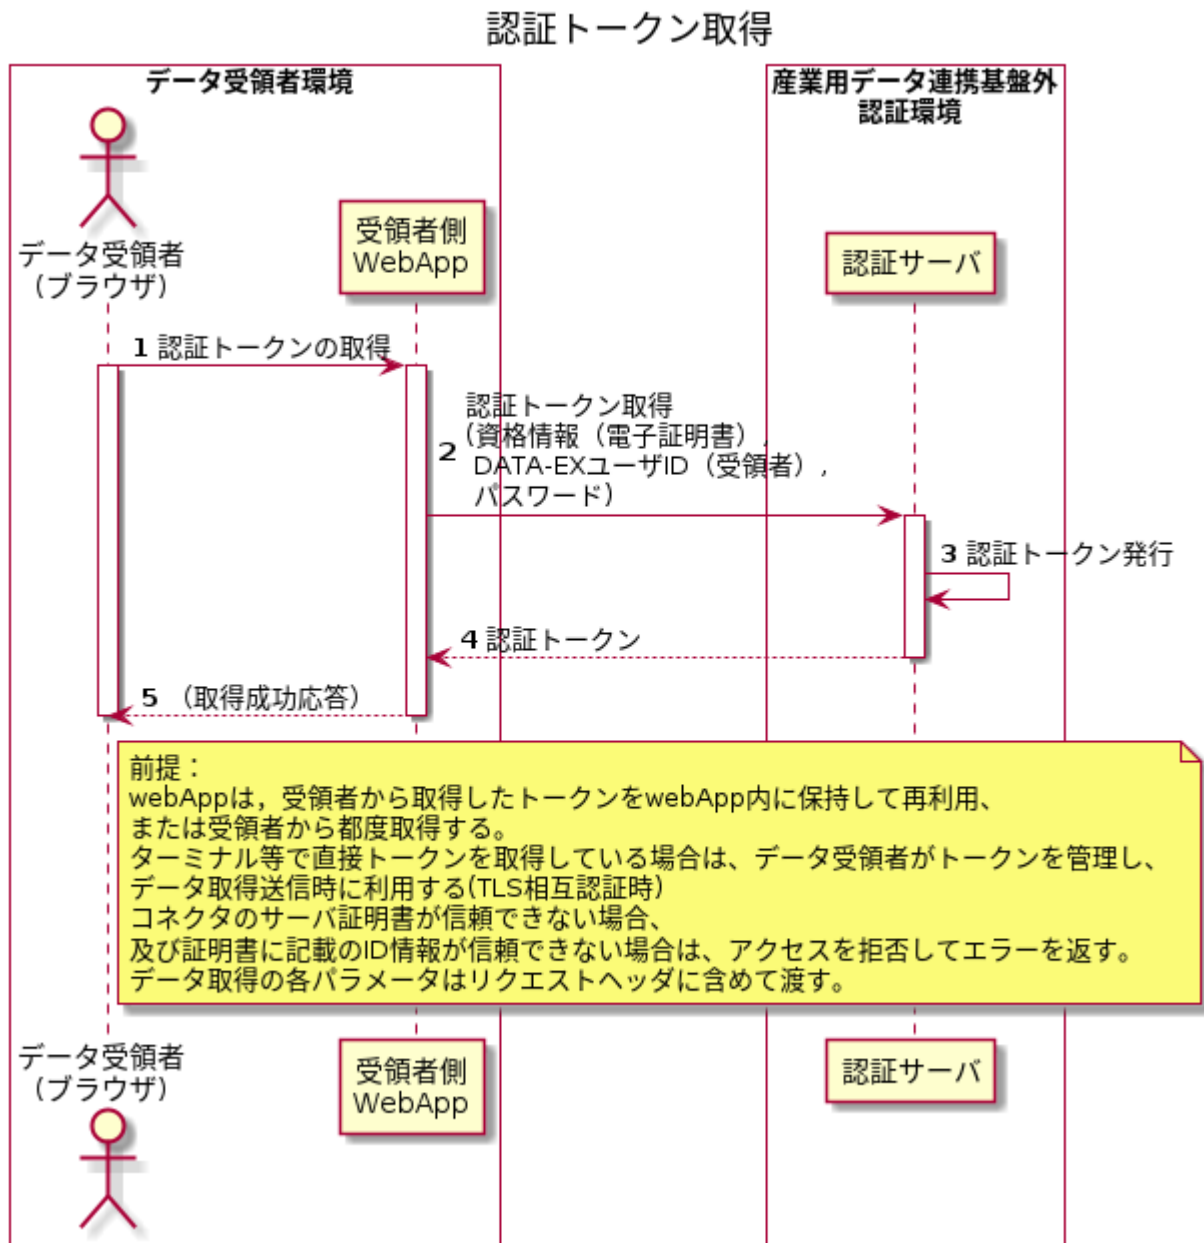 認証トークン取得
データ受領者環境
産業用データ連携基盤外
認証環境
データ受領者
（ブラウザ）
受領者側
WebApp
認証サーバ
1 認証トークンの取得
認証トークン取得
2 （資格情報（電子証明書）,
DATA-EXユーザID（受領者）,
パスワード）
3 認証トークン発行
4 認証トークン
5 （取得成功応答）
前提：
webAppは，受領者から取得したトークンをwebApp内に保持して再利用、
または受領者から都度取得する。
ターミナル等で直接トークンを取得している場合は、データ受領者がトークンを管理し、
データ取得送信時に利用する(TLS相互認証時)
コネクタのサーバ証明書が信頼できない場合、
及び証明書に記載のID情報が信頼できない場合は、アクセスを拒否してエラーを返す。
データ取得の各パラメータはリクエストヘッダに含めて渡す。
データ受領者
（ブラウザ）
受領者側
WebApp
認証サーバ